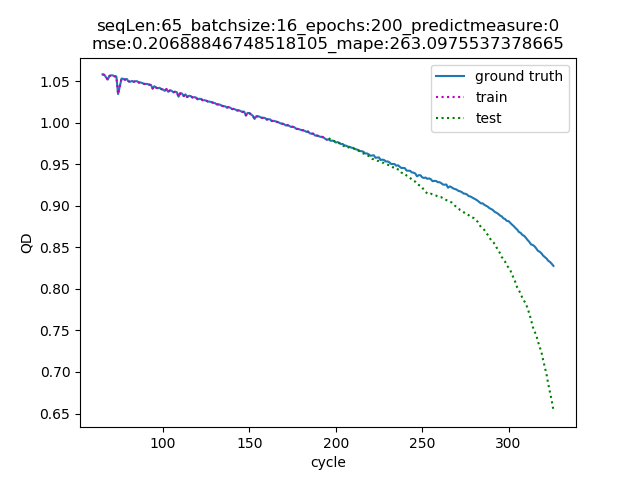 seqLen:65_batchsize:16_epochs:200_predictmeasure:0
mse:0.20688846748518105_mape:263.0975537378665
ground truth
train
test
1.05
1.00
0.95
0.90
0.85
0.80
0.75
0.70
0.65
QD
100
150
200
250
300
cycle